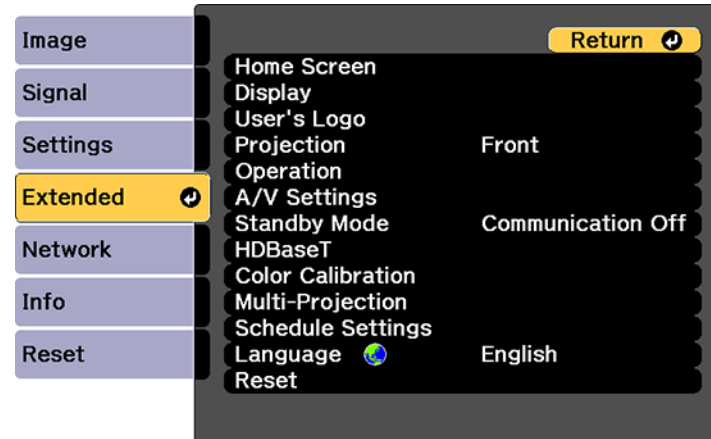 Image
Signal
Settings
Extended
Network
Info
Reset
Return
Home Screen
Display
User's Logo
Projection Front
Operation
A/V Settings
Standby Mode Communication Off
HDBaseT
Color Calibration
Multi-Projection
Schedule Settings
Language English
Reset